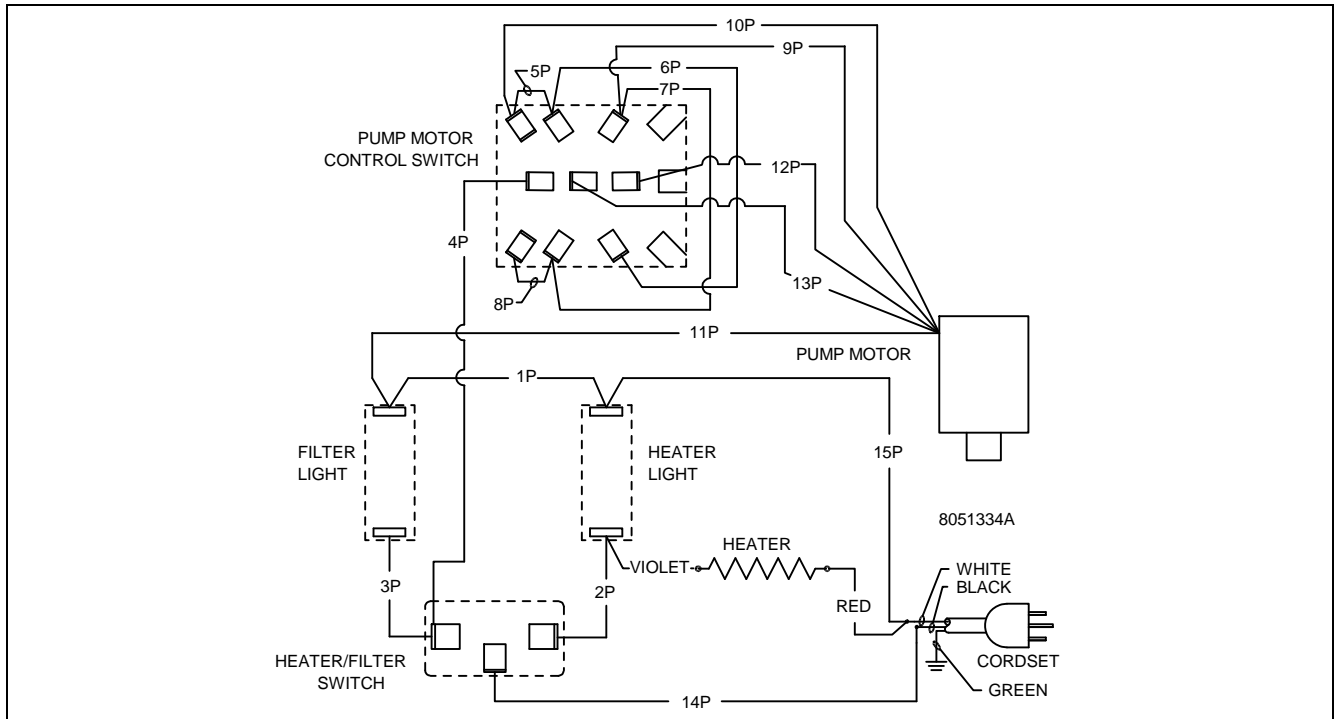 10P
9P
5P
6P
7P
PUMP MOTOR
CONTROL SWITCH
12P
4P
13P
8P
11P
PUMP MOTOR
1P
FILTER
LIGHT
HEATER
LIGHT
15P
8051334A
HEATER
VIOLET
WHITE
BLACK
3P
2P
RED
HEATER/FILTER
SWITCH
CORDSET
GREEN
14P